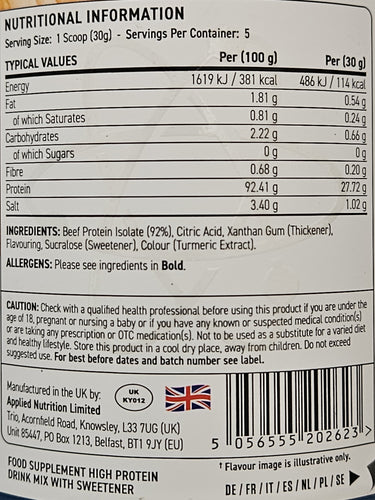 NUTRITIONAL INFORMATION
Serving Size: 1 Scoop (30g) - Servings Per Container: 5
TYPICAL VALUES Per (100 g) Per (30 g)
Energy 1619 kJ / 381 kcal 486 kJ / 114 kcal
Fat 1.81 g 0.54 g
of which Saturates 0.81 g 0.24 g
Carbohydrates 2.22 g 0.66 g
of which Sugars 0 g 0 g
Fibre 0.68 g 0.20 g
Protein 92.41 g 27.72 g
Salt 3.40 g 1.02 g
INGREDIENTS: Beef Protein Isolate (92%), Citric Acid, Xanthan Gum (Thickener),
Flavouring, Sucralose (Sweetener), Colour (Turmeric Extract).
ALLERGENS: Please see ingredients in Bold.
CAUTION: Check with a qualified health professional before using this product if you are under the
age of 18, pregnant or nursing a baby or if you have any known or suspected medical condition(s)
or are taking any prescription or OTC medication(s). Not to be used as a substitute for a varied diet
and healthy lifestyle. Store this product in a cool dry place, away from children. Do not exceed
suggested use. For best before dates and batch number see label.
Manufactured in the UK by:
Applied Nutrition Limited
Trio, Acornfield Road, Knowsley, L33 7UG (UK)
Unit 85447, PO Box 1213, Belfast, BT1 9JY (EU)
UK
KY012
5 056555 202623 >
† Flavour image is illustrative only.
FOOD SUPPLEMENT HIGH PROTEIN
DRINK MIX WITH SWEETENER
DE / FR / IT / ES / NL / PL / SE